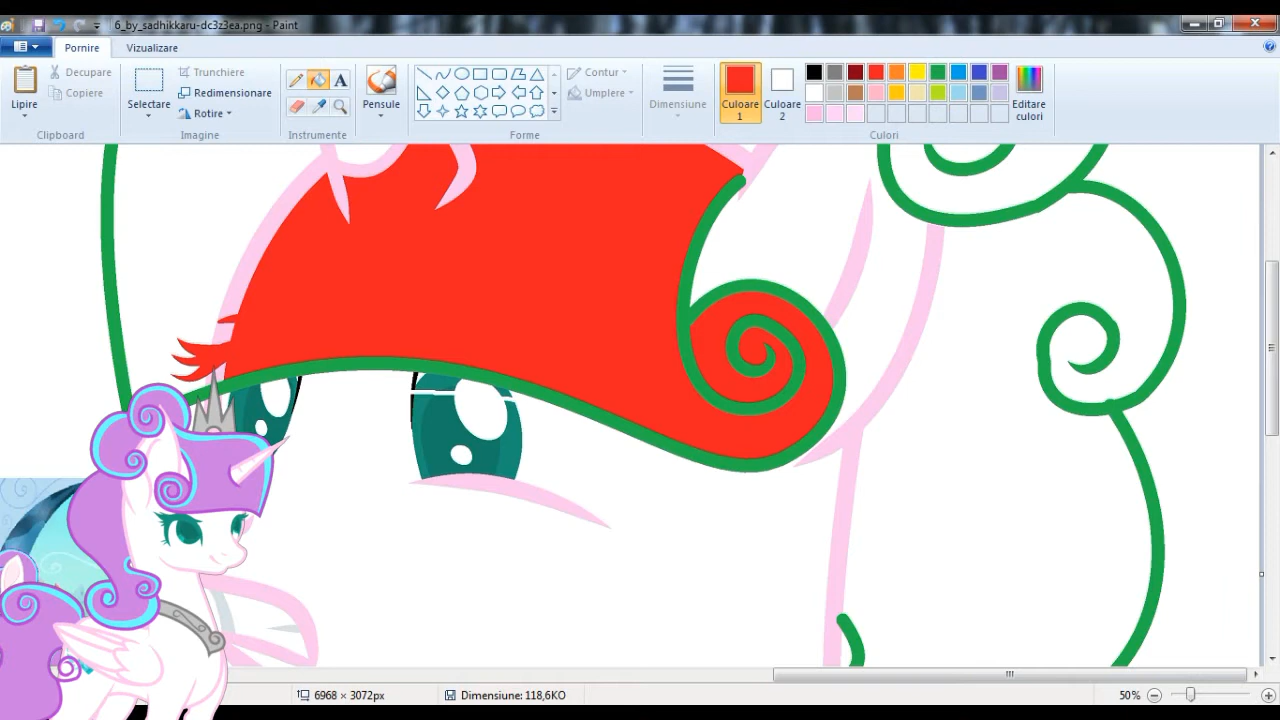 6_by_sadhikkaru-dc3z3ea.png - Paint
Pornire Vizualizare
Lipire
Decupare
Copiere
Clipboard
Selectare
Trunchiere
Redimensionare
Rotire
Imagine
A
Instrumente
Pensule
Contur
Umplere
Forme
Dimensiune
Culoare 1
Culoare 2
Editare culori
Culori
6968 × 3072px Dimensiune: 118,6KO 50%